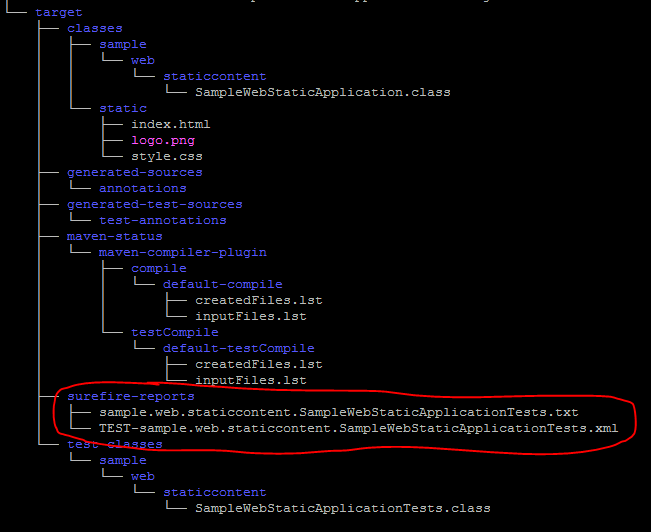 target
classes
sample
web
staticcontent
SampleWebStaticApplication.class
static
index.html
logo.png
style.css
generated-sources
annotations
generated-test-sources
test-annotations
maven-status
maven-compiler-plugin
compile
default-compile
createdFiles.lst
inputFiles.lst
testCompile
default-testCompile
createdFiles.lst
inputFiles.lst
surefire-reports
sample.web.staticcontent.SampleWebStaticApplicationTests.txt
TEST-sample.web.staticcontent.SampleWebStaticApplicationTests.xml
test-classes
sample
web
staticcontent
SampleWebStaticApplicationTests.class